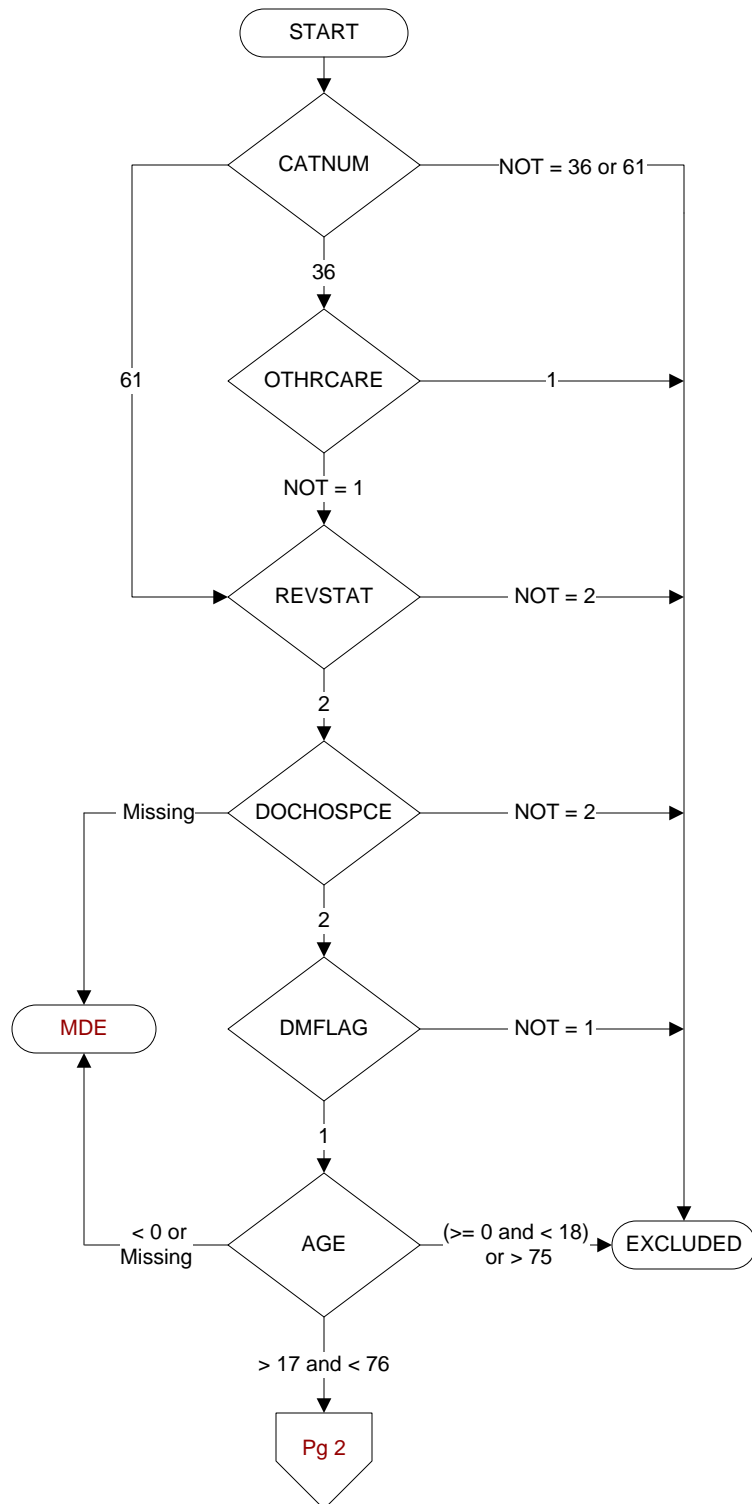 START
CATNUM
NOT = 36 or 61
36
61
OTHRCARE
1
NOT = 1
REVSTAT
NOT = 2
2
Missing
DOCHOSPCE
NOT = 2
2
MDE
DMFLAG
NOT = 1
1
< 0 or
Missing
AGE
(>= 0 and < 18)
or > 75
EXCLUDED
> 17 and < 76
Pg 2